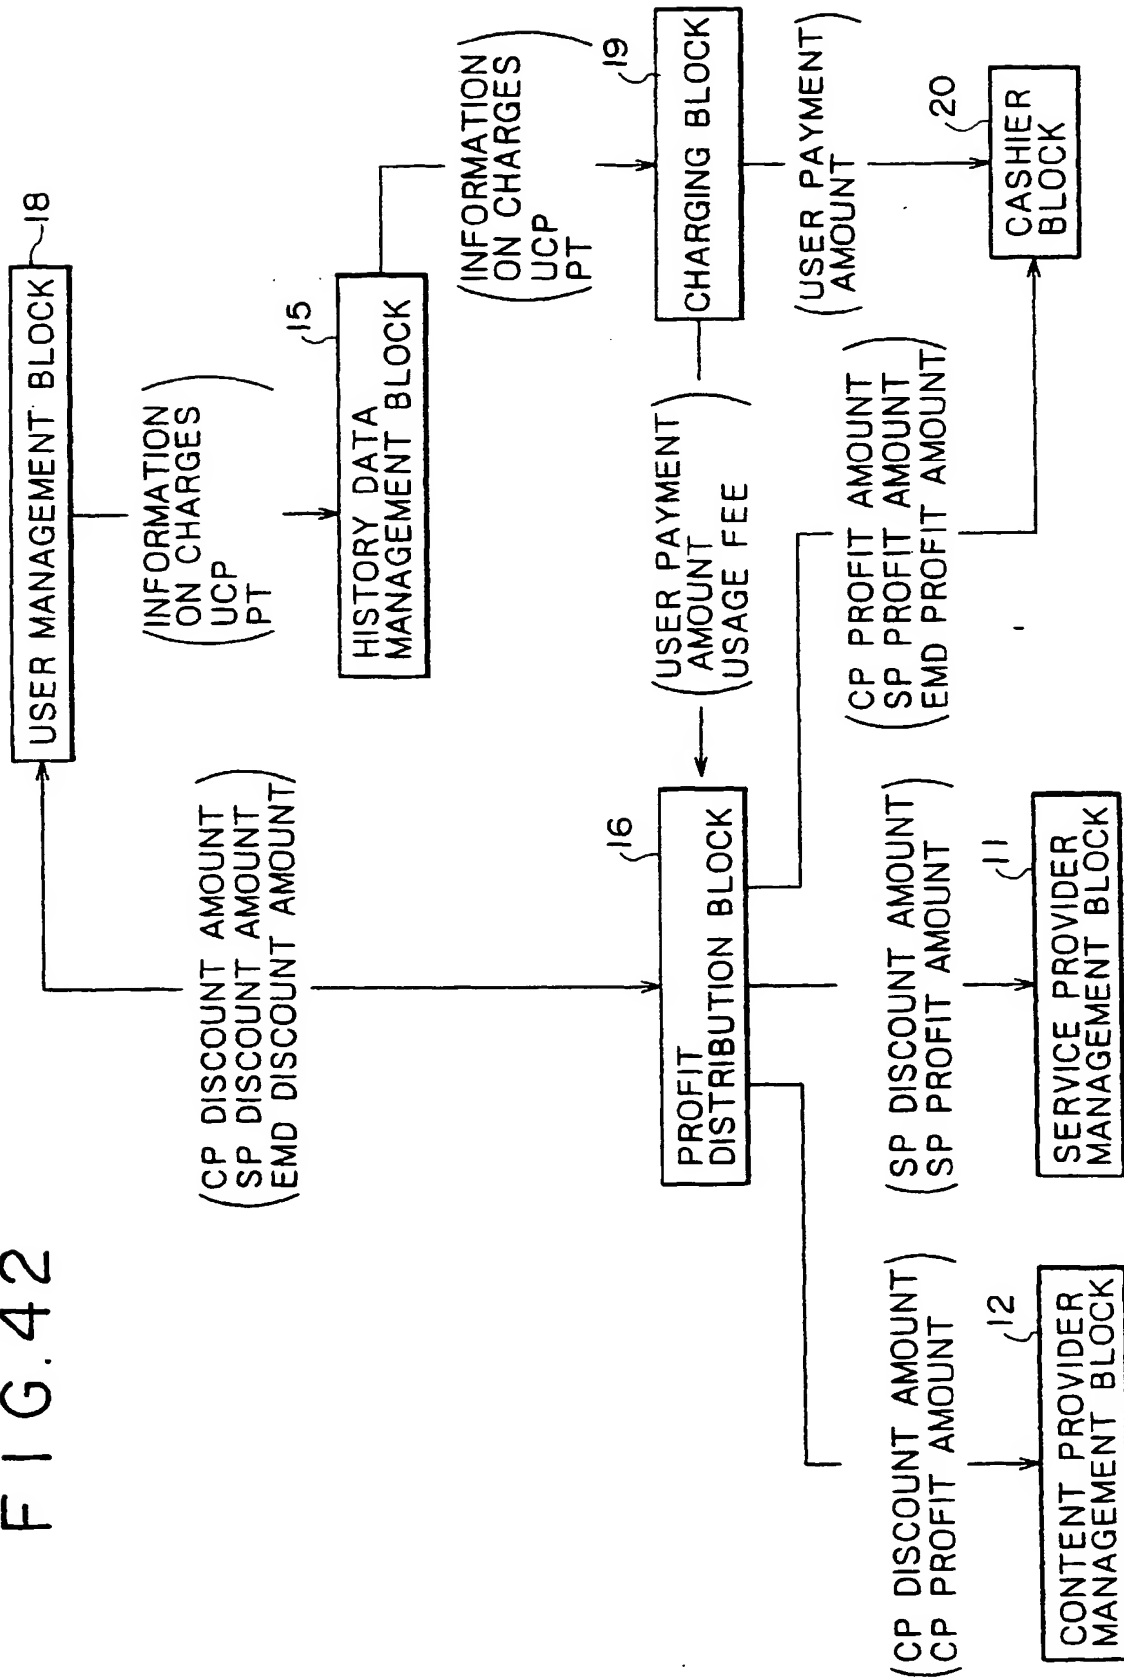 FIG.42
USER MANAGEMENT BLOCK
18
(CP DISCOUNT AMOUNT
SP DISCOUNT AMOUNT
EMD DISCOUNT AMOUNT)
(INFORMATION
ON CHARGES
UCP
PT)
15
HISTORY DATA
MANAGEMENT BLOCK
(INFORMATION
ON CHARGES
UCP
PT)
19
CHARGING BLOCK
(USER PAYMENT
AMOUNT
USAGE FEE)
(USER PAYMENT
AMOUNT)
16
PROFIT
DISTRIBUTION BLOCK
20
CASHIER
BLOCK
(CP PROFIT AMOUNT
SP PROFIT AMOUNT
EMD PROFIT AMOUNT)
(SP DISCOUNT AMOUNT
SP PROFIT AMOUNT)
(CP DISCOUNT AMOUNT
CP PROFIT AMOUNT)
12
CONTENT PROVIDER
MANAGEMENT BLOCK
11
SERVICE PROVIDER
MANAGEMENT BLOCK